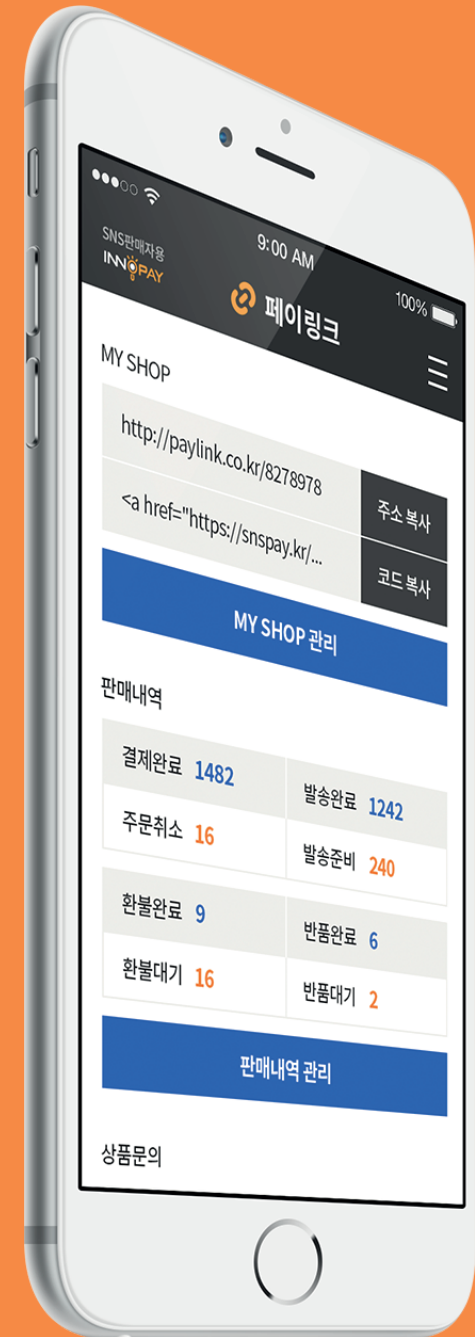 9:00 AM
100%
SNS판매자용
INNOPAY
페이링크
MY SHOP
http://paylink.co.kr/8278978
주소 복사
<a href="https://snspay.kr/...
코드 복사
MY SHOP 관리
판매내역
결제완료 1482
발송완료 1242
주문취소 16
발송준비 240
환불완료 9
반품완료 6
환불대기 16
반품대기 2
판매내역 관리
상품문의